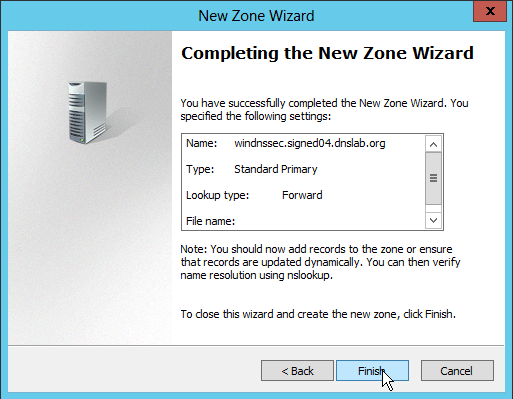 New Zone Wizard
x
Completing the New Zone Wizard
You have successfully completed the New Zone Wizard. You
specified the following settings:
Name: windnssec.signed04.dnslab.org
Type: Standard Primary
Lookup type: Forward
File name:
Note: You should now add records to the zone or ensure
that records are updated dynamically. You can then verify
name resolution using nslookup.
To close this wizard and create the new zone, click Finish.
< Back
Finish
Cancel